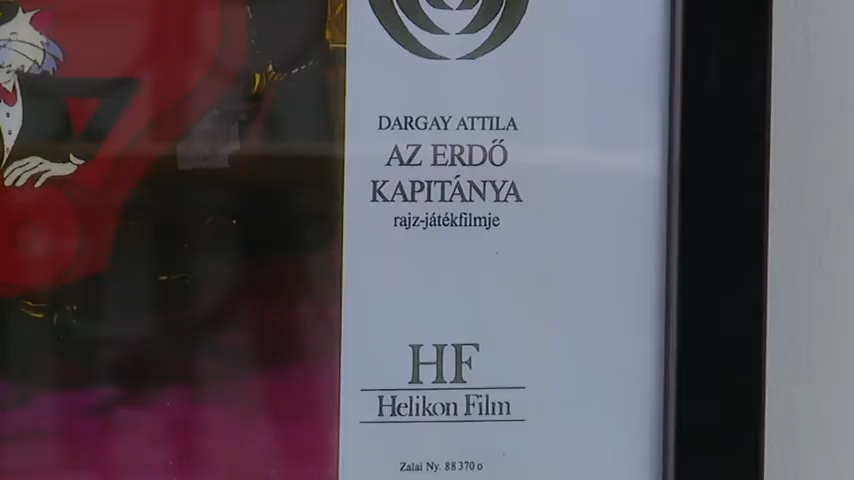 DARGAY ATTILA
AZ ERDŐ
KAPITÁNYA
rajz-játékfilmje
HF
Helikon Film
Zalai Ny. 88 370 o